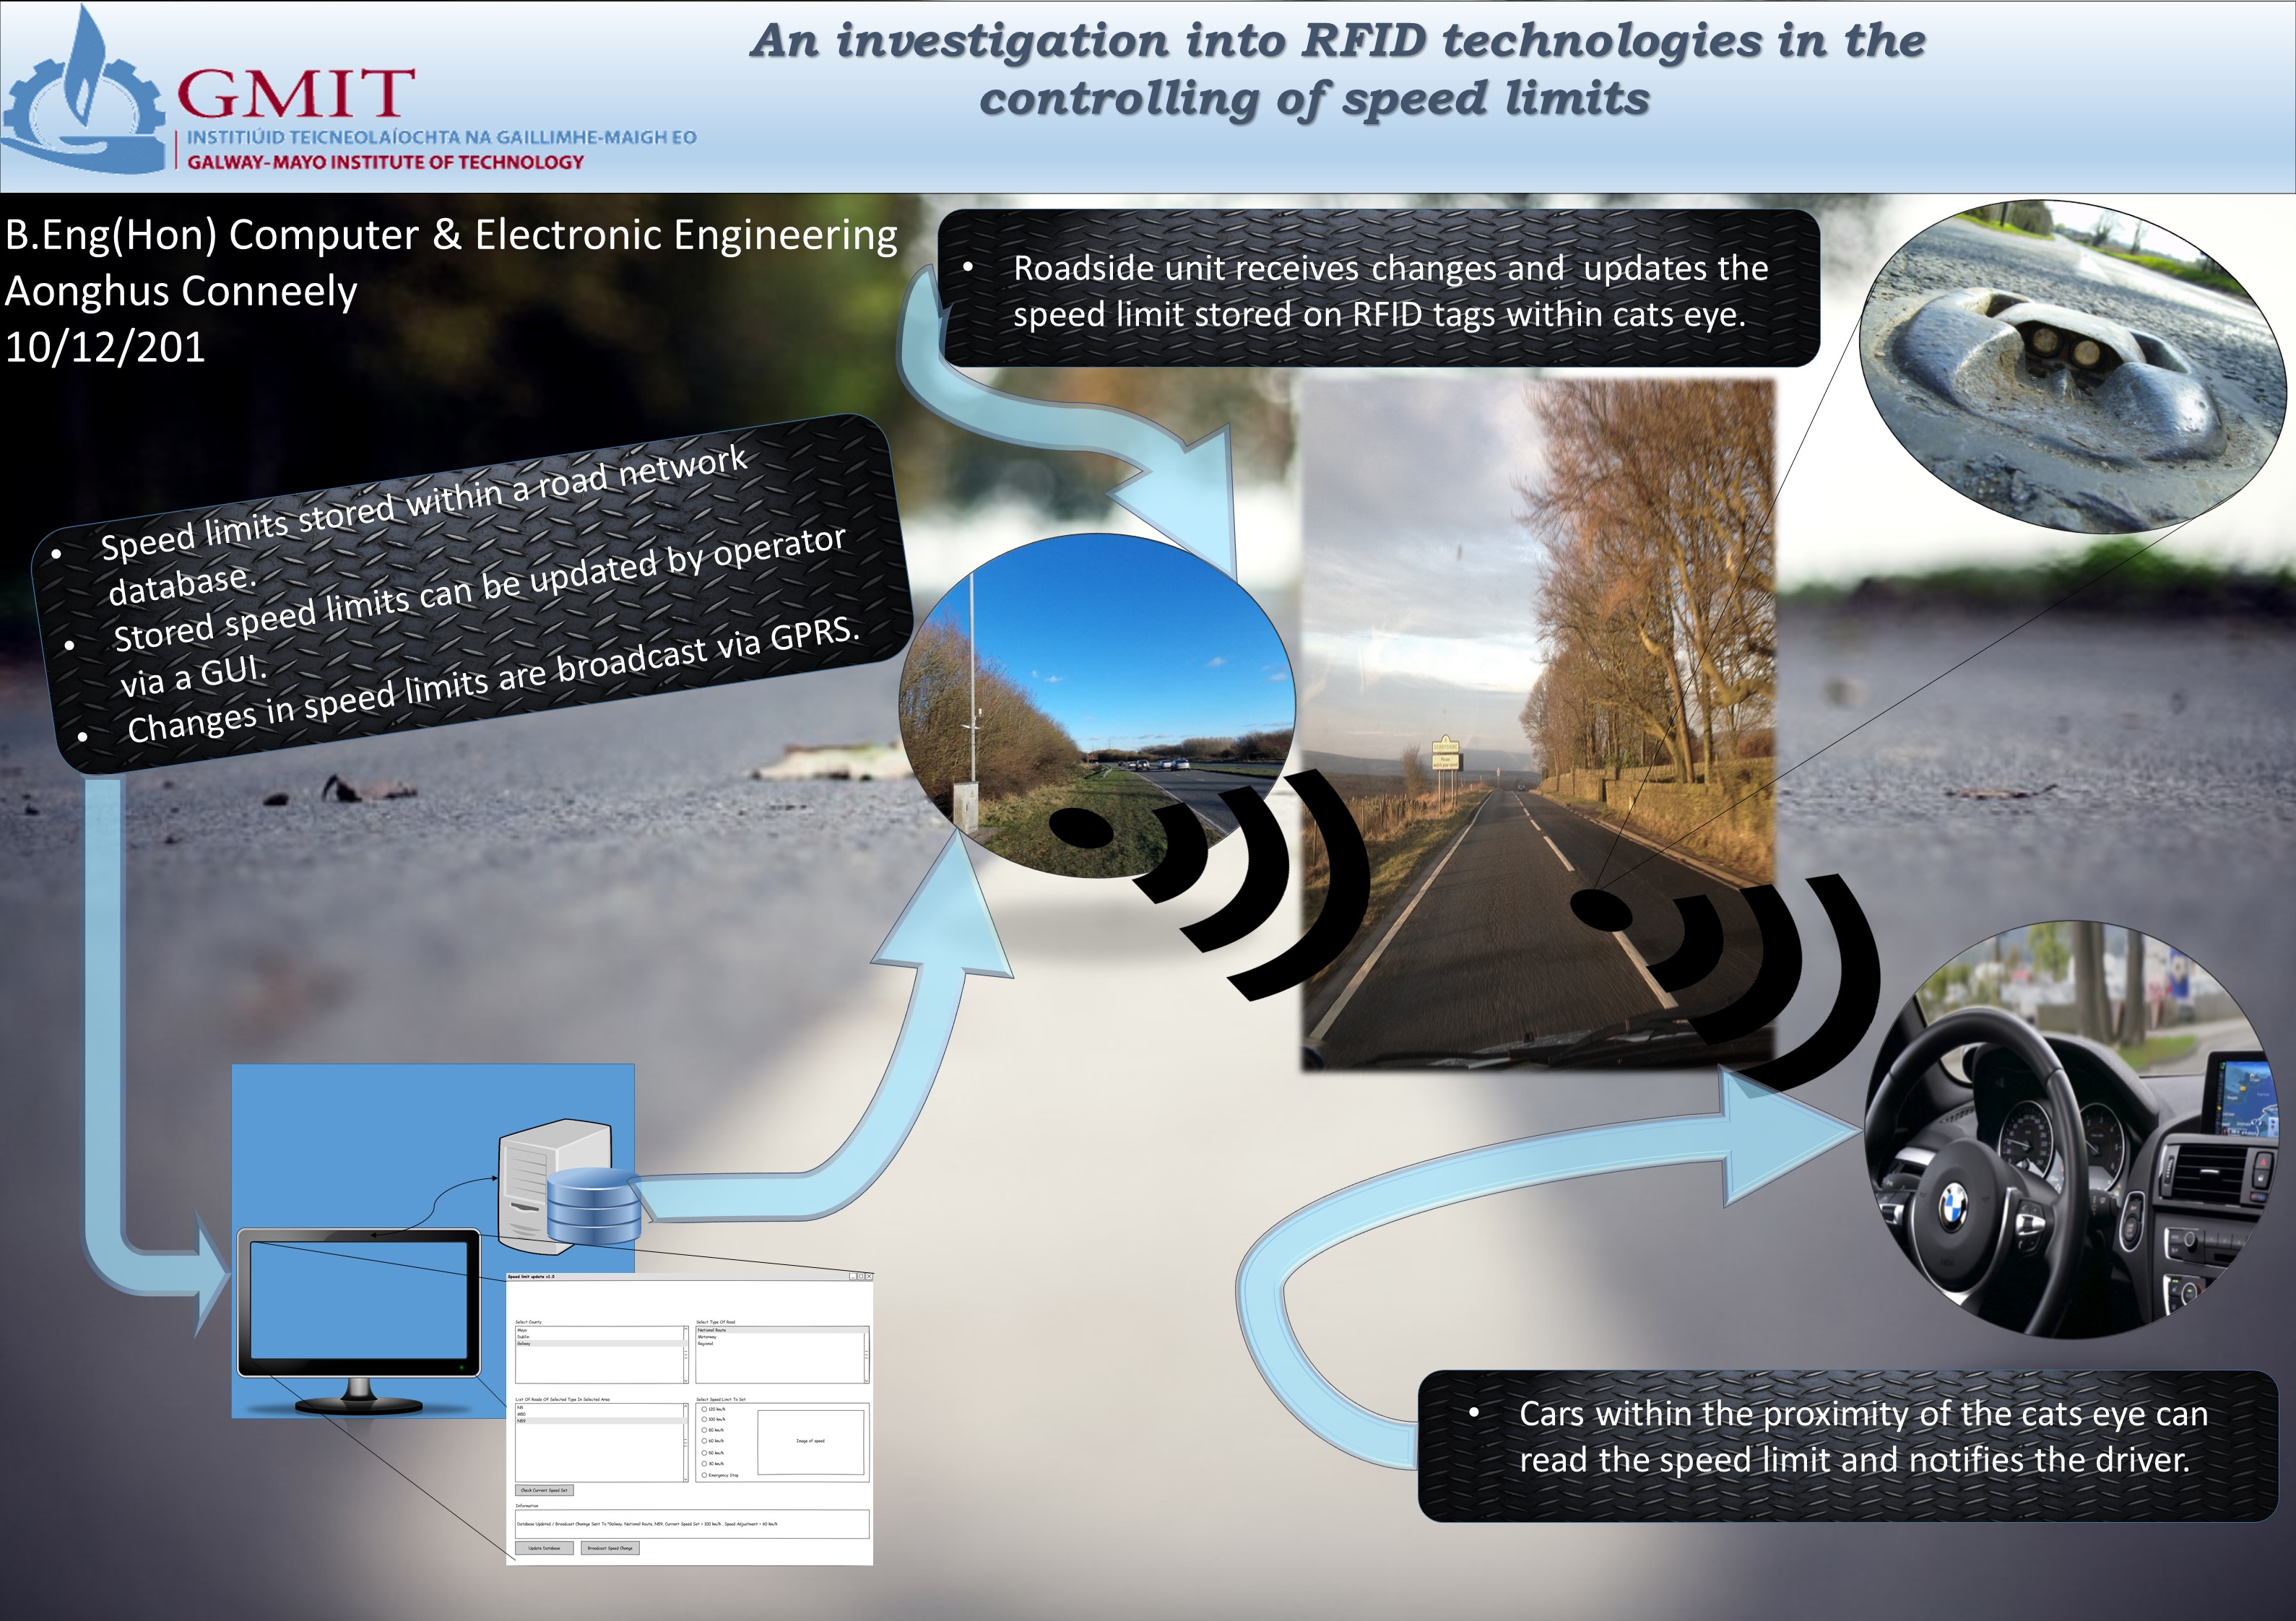 An investigation into RFID technologies in the
controlling of speed limits
GMIT
INSTITIÚID TEICNEOLAÍOCHTA NA GAILLIMHE-MAIGH EO
GALWAY-MAYO INSTITUTE OF TECHNOLOGY
B.Eng(Hon) Computer & Electronic Engineering
Aonghus Conneely
10/12/201
• Roadside unit receives changes and updates the
speed limit stored on RFID tags within cats eye.
• Speed limits stored within a road network
database.
• Stored speed limits can be updated by operator
via a GUI.
• Changes in speed limits are broadcast via GPRS.
Speed limit update v1.0
Select County
Mayo
Dublin
Galway
Select Type Of Road
National Route
Motorway
Regional
List Of Roads Of Selected Type In Selected Area
N5
M50
N59
Select Speed Limit To Set
120 km/h
100 km/h
80 km/h
60 km/h
50 km/h
30 km/h
Emergency Stop
Image of speed
Check Current Speed Set
Information
Database Updated / Broadcast Change Sent To "Galway, National Route, N59, Current Speed Set = 100 km/h , Speed Adjustment = 60 km/h
Update Database
Broadcast Speed Change
• Cars within the proximity of the cats eye can
read the speed limit and notifies the driver.